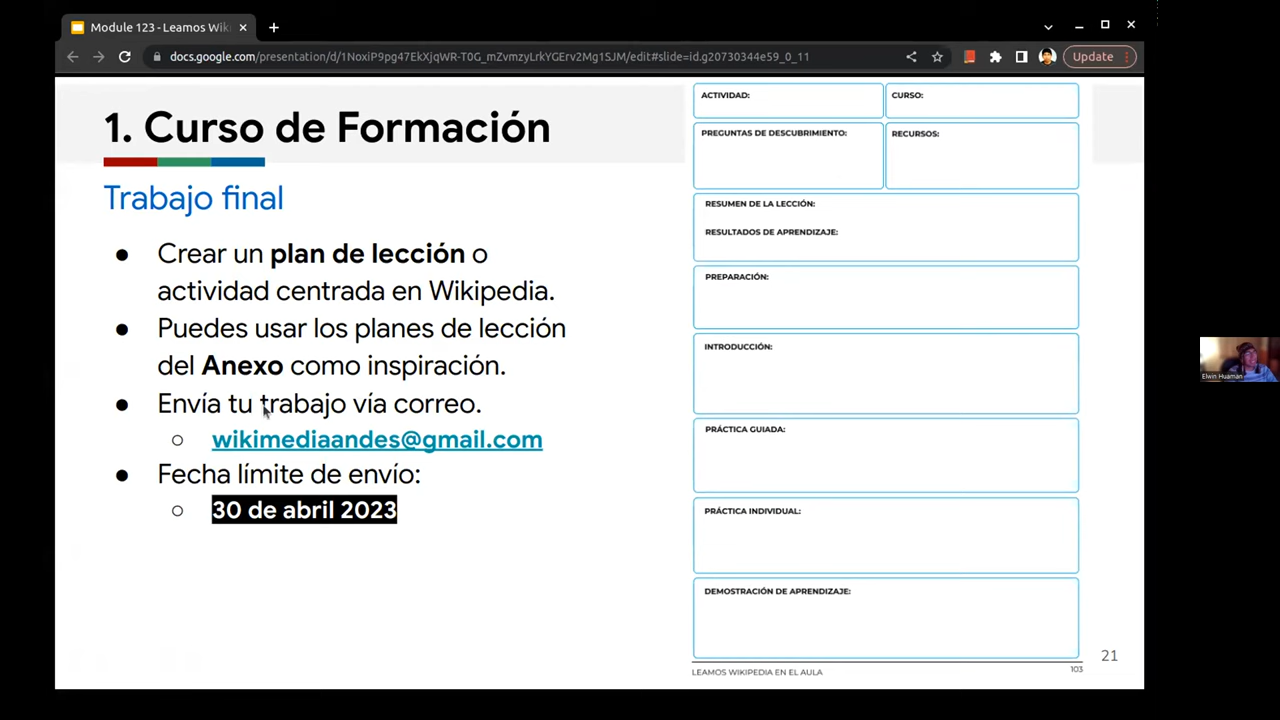 Module 123 - Leamos Wiki
docs.google.com/presentation/d/1NoxiP9pg47EkXjqWR-T0G_mZvmzyLrkYGErv2Mg1SJM/edit#slide=id.g20730344e59_0_11
Update
1. Curso de Formación
Trabajo final
● Crear un plan de lección o
actividad centrada en Wikipedia.
● Puedes usar los planes de lección
del Anexo como inspiración.
● Envía tu trabajo vía correo.
○ wikimediaandes@gmail.com
● Fecha límite de envío:
○ 30 de abril 2023
ACTIVIDAD:
CURSO:
PREGUNTAS DE DESCUBRIMIENTO:
RECURSOS:
RESUMEN DE LA LECCIÓN:
RESULTADOS DE APRENDIZAJE:
PREPARACIÓN:
INTRODUCCIÓN:
PRÁCTICA GUIADA:
PRÁCTICA INDIVIDUAL:
DEMOSTRACIÓN DE APRENDIZAJE:
LEAMOS WIKIPEDIA EN EL AULA
103
21
Elwin Huaman